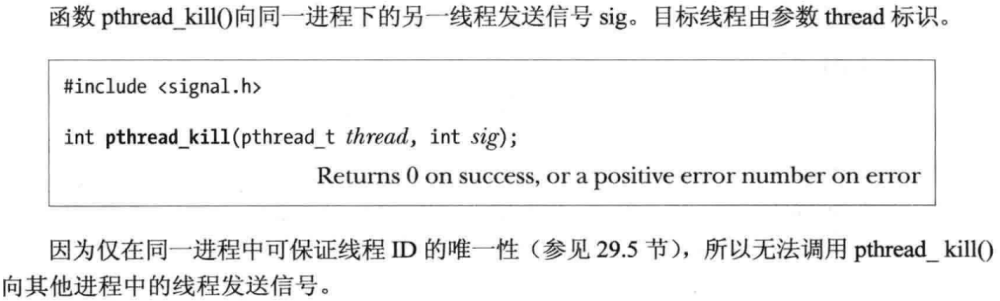 函数 pthread_kill()向同一进程下的另一线程发送信号 sig。目标线程由参数 thread 标识。
#include <signal.h>
int pthread_kill(pthread_t thread, int sig);
Returns 0 on success, or a positive error number on error
因为仅在同一进程中可保证线程 ID 的唯一性（参见 29.5 节），所以无法调用 pthread_ kill()
向其他进程中的线程发送信号。